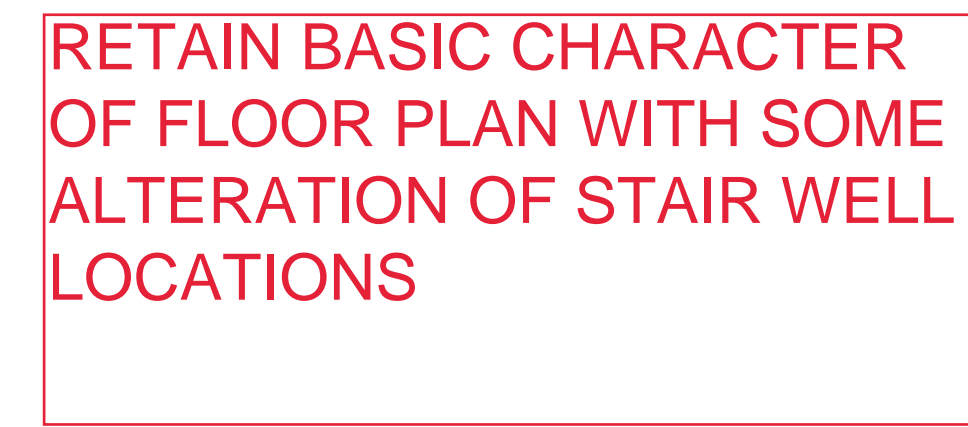 RETAIN BASIC CHARACTER
OF FLOOR PLAN WITH SOME
ALTERATION OF STAIR WELL
LOCATIONS